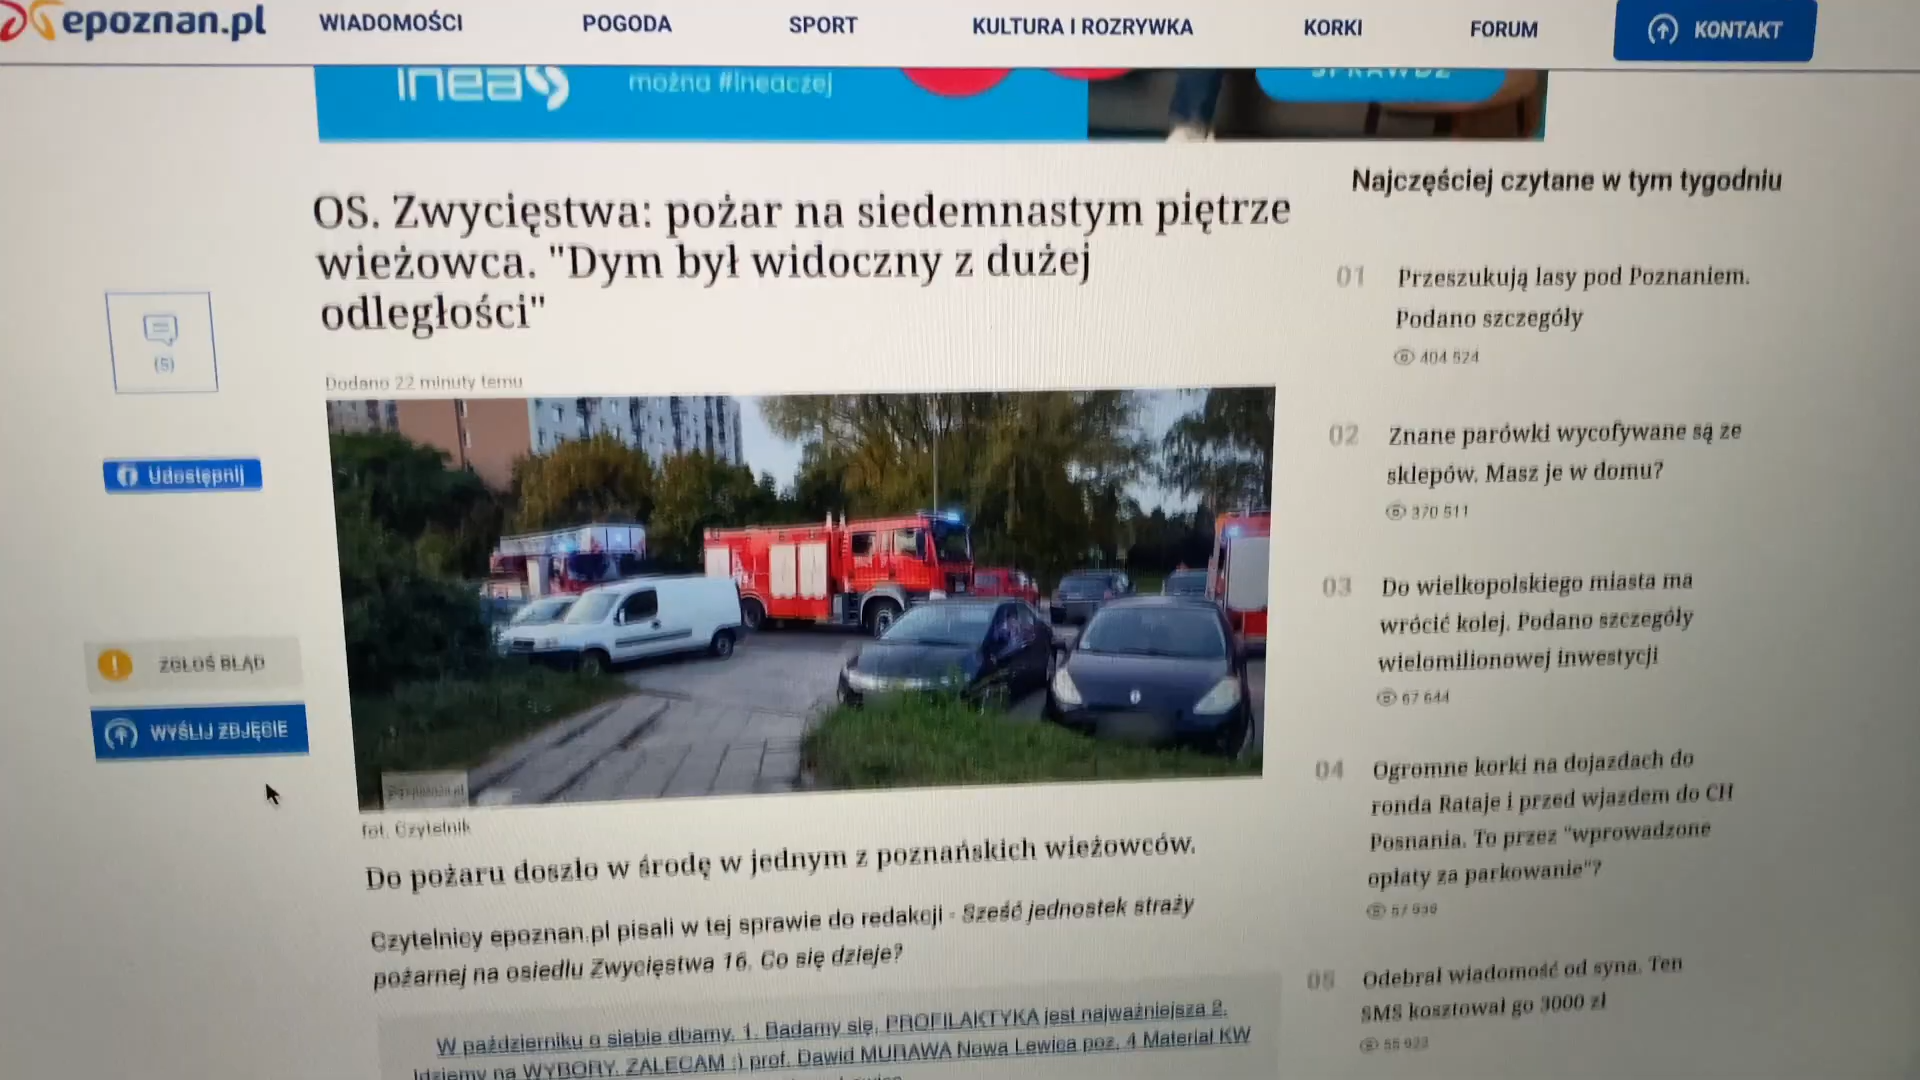 epoznan.pl
WIADOMOŚCI
POGODA
SPORT
KULTURA I ROZRYWKA
KORKI
FORUM
KONTAKT
inea
można #ineaczej
SPRAWDŹ
OS. Zwycięstwa: pożar na siedemnastym piętrze
wieżowca. "Dym był widoczny z dużej
odległości"
(5)
Dodano 22 minuty temu
Udostępnij
ZGŁOŚ BŁĄD
WYŚLIJ ZDJĘCIE
fot. Czytelnik
Do pożaru doszło w środę w jednym z poznańskich wieżowców.
Czytelnicy epoznan.pl pisali w tej sprawie do redakcji - Sześć jednostek straży
pożarnej na osiedlu Zwycięstwa 16. Co się dzieje?
W październiku o siebie dbamy. 1. Badamy się, PROFILAKTYKA jest najważniejsza 2.
Idziemy na WYBORY. ZALECAM :) prof. Dawid MURAWA Nowa Lewica poz. 4 Materiał KW
Najczęściej czytane w tym tygodniu
01 Przeszukują lasy pod Poznaniem.
Podano szczegóły
404 524
02 Znane parówki wycofywane są ze
sklepów. Masz je w domu?
370 511
03 Do wielkopolskiego miasta ma
wrócić kolej. Podano szczegóły
wielomilionowej inwestycji
67 644
04 Ogromne korki na dojazdach do
ronda Rataje i przed wjazdem do CH
Posnania. To przez "wprowadzone
opłaty za parkowanie"?
05 Odebrał wiadomość od syna. Ten
SMS kosztował go 3000 zł